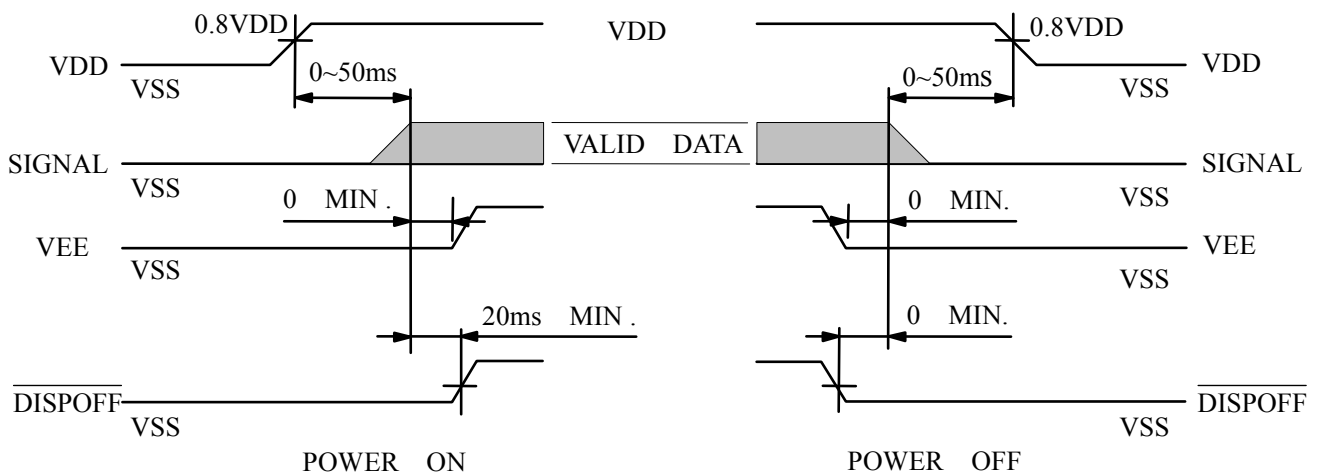 0.8VDD VDD 0.8VDD
VDD VDD
VSS 0~50ms 0~50ms VSS
VALID DATA
SIGNAL SIGNAL
VSS VSS
0 MIN . 0 MIN.
VEE VEE
VSS VSS
20ms MIN . 0 MIN.
DISPOFF DISPOFF
VSS VSS
POWER ON POWER OFF